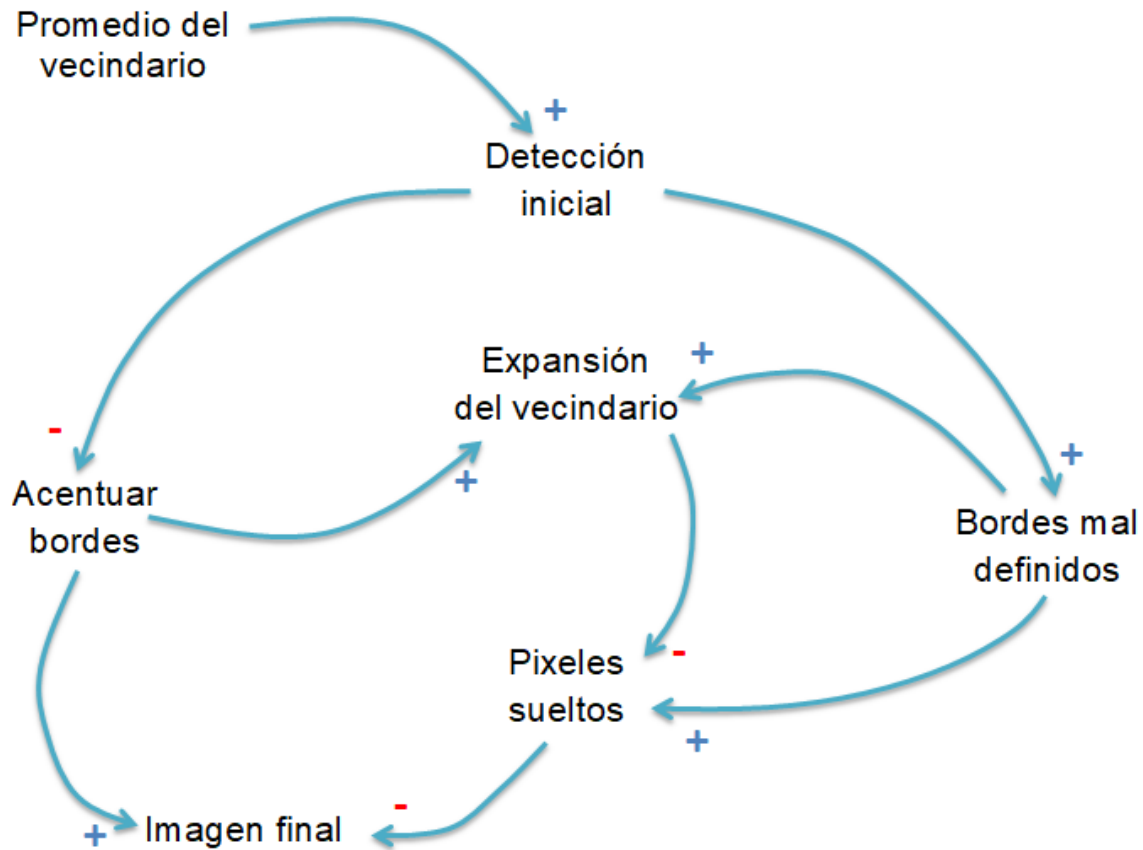 Promedio del
vecindario
+
Detección
inicial
Expansión
del vecindario
+
-
Acentuar
bordes
+
+
Bordes mal
definidos
Pixeles
sueltos
-
+
-
+
Imagen final